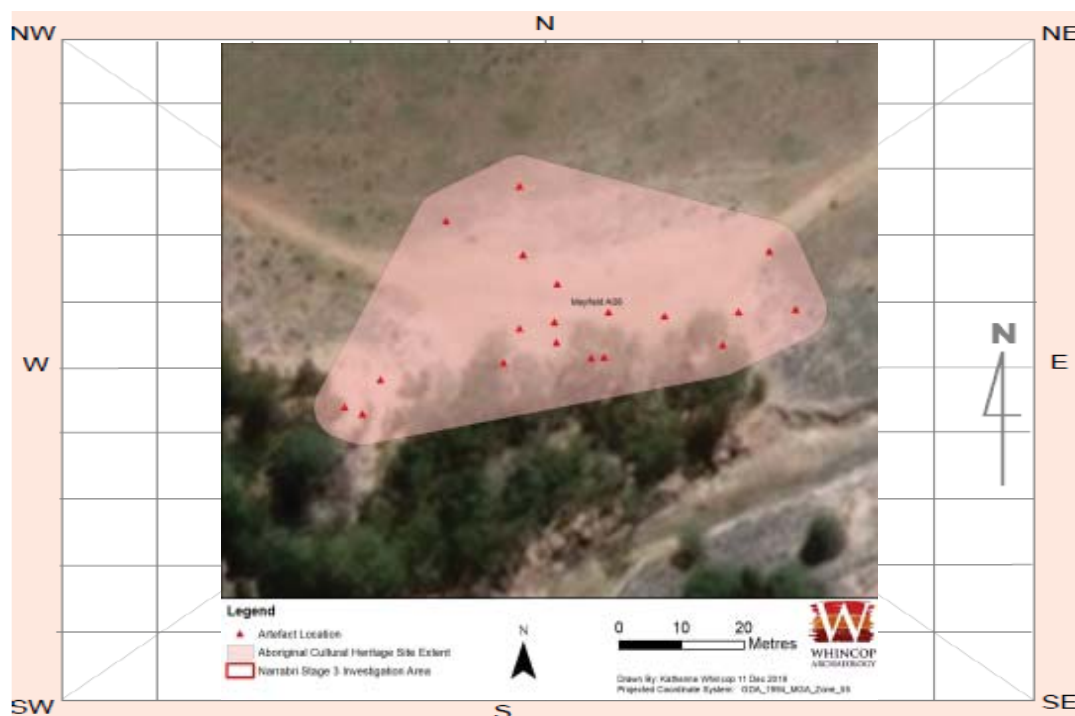 N
NW
NE
Mayfield A08
N
W
E
Legend
Artefact Location
Aboriginal Cultural Heritage Site Extent
Narrabri Stage 3 Investigation Area
N
0 10 20
Metres
W
WHINCOP
ARCHAEOLOGY
Drawn By: Katherine Whincop 11 Dec 2019
Projected Coordinate System: GDA_1994_MGA_Zone_55
SW
S
SE